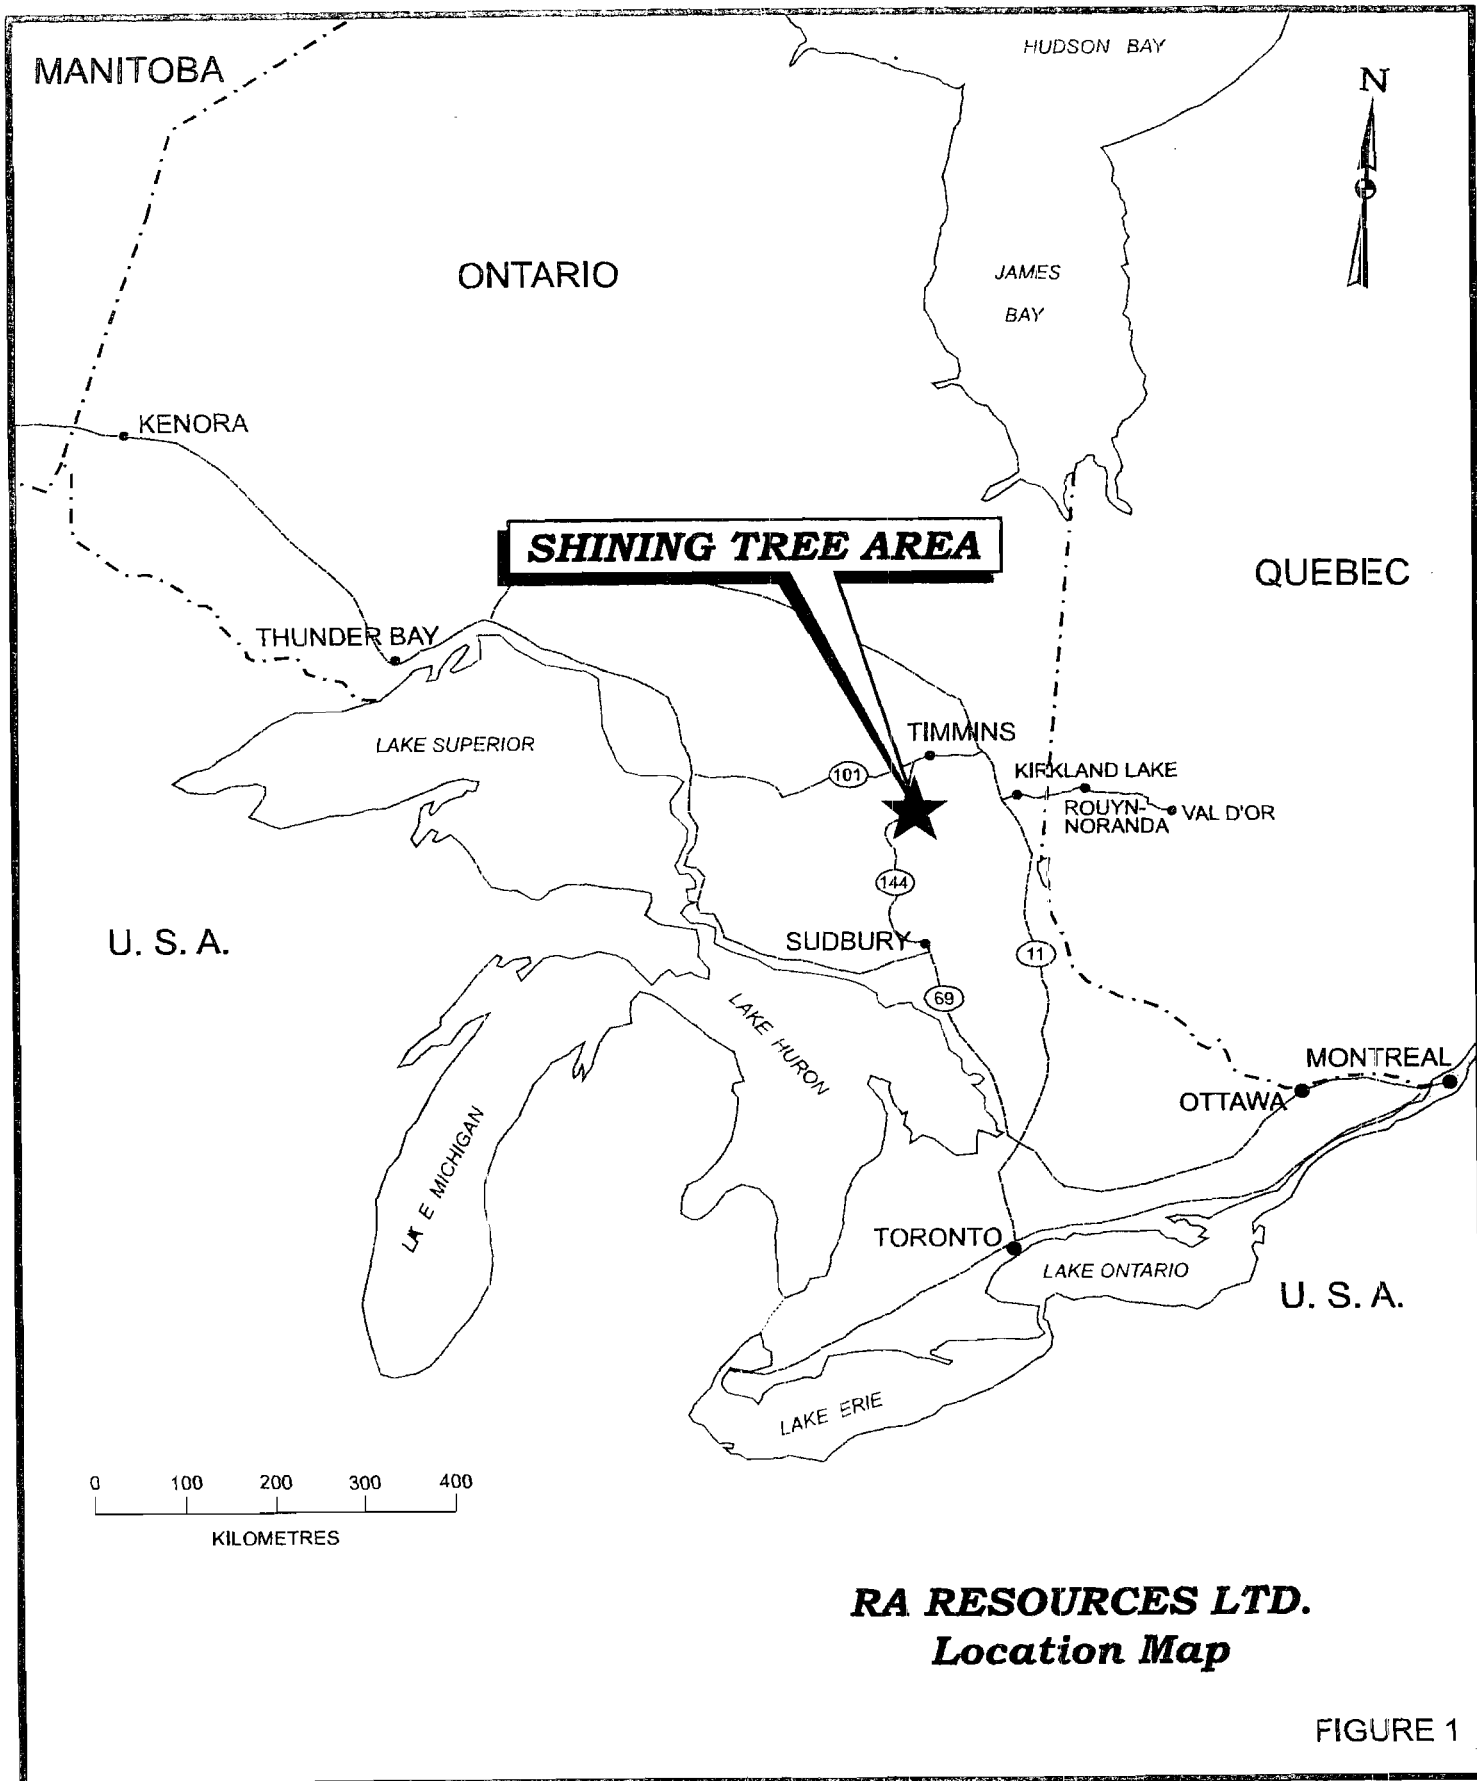 HUDSON BAY
MANITOBA
N
ONTARIO
JAMES
BAY
KENORA
SHINING TREE AREA
QUEBEC
THUNDER BAY
LAKE SUPERIOR
TIMMINS
101
KIRKLAND LAKE
ROUYN-
NORANDA
VAL D'OR
144
U. S. A.
SUDBURY
11
69
LAKE HURON
MONTREAL
OTTAWA
LAKE MICHIGAN
TORONTO
LAKE ONTARIO
U. S. A.
LAKE ERIE
0 100 200 300 400
KILOMETRES
RA RESOURCES LTD.
Location Map
FIGURE 1